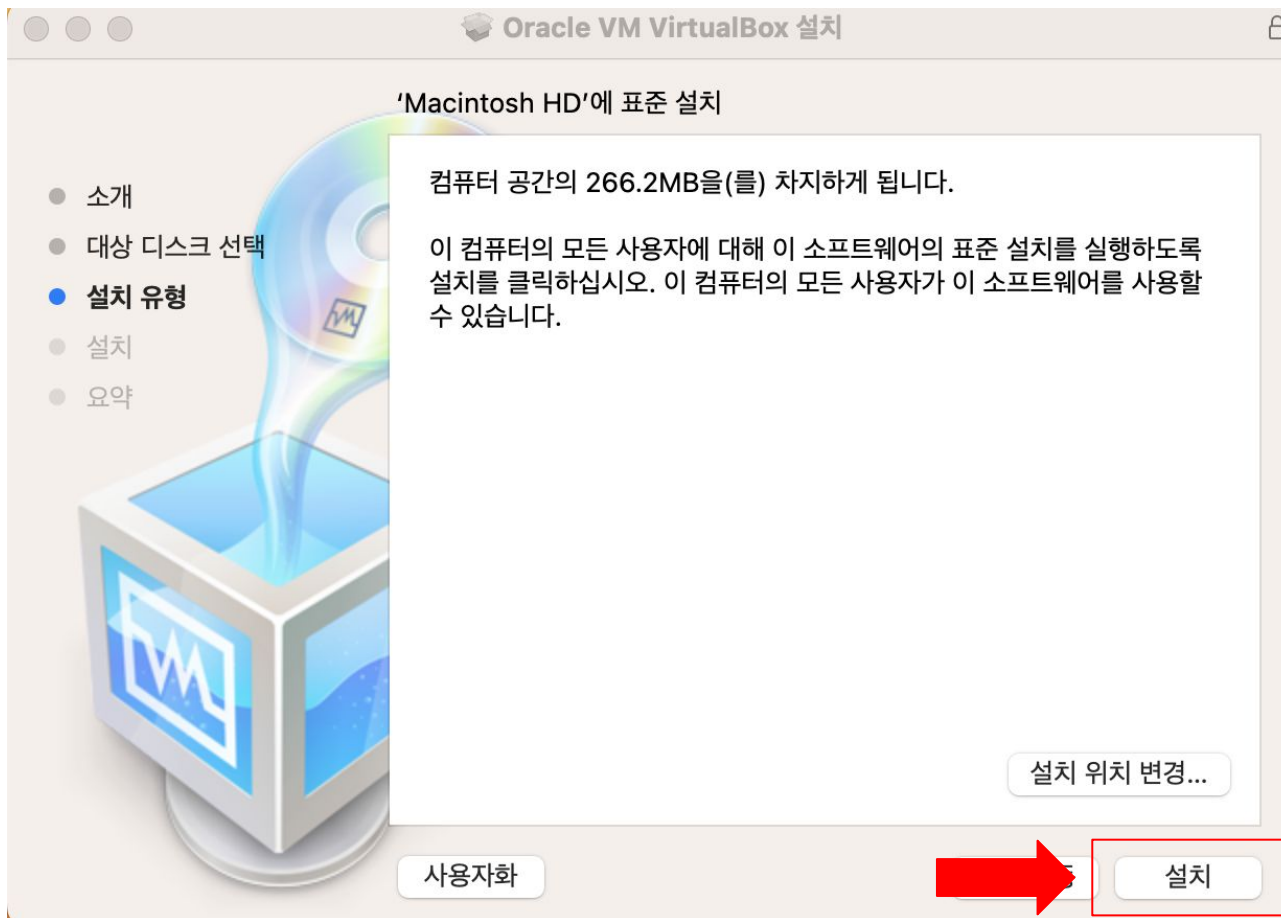 Oracle VM VirtualBox 설치
‘Macintosh HD’에 표준 설치
소개
대상 디스크 선택
설치 유형
설치
요약
컴퓨터 공간의 266.2MB을(를) 차지하게 됩니다.
이 컴퓨터의 모든 사용자에 대해 이 소프트웨어의 표준 설치를 실행하도록
설치를 클릭하십시오. 이 컴퓨터의 모든 사용자가 이 소프트웨어를 사용할
수 있습니다.
설치 위치 변경...
사용자화
설치